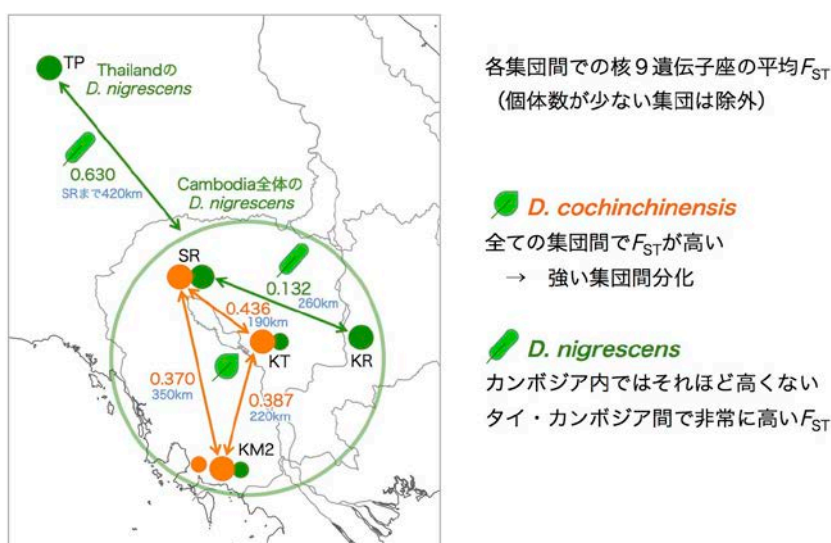 TP
Thailandの
D. nigrescens
0.630
SRまで420km
Cambodia全体の
D. nigrescens
SR
0.132
260km
0.436
190km
KT
KR
0.370
350km
0.387
220km
KM2
各集団間での核９遺伝子座の平均FST
（個体数が少ない集団は除外）
D. cochinchinensis
全ての集団間でFSTが高い
→ 強い集団間分化
D. nigrescens
カンボジア内ではそれほど高くない
タイ・カンボジア間で非常に高いFST